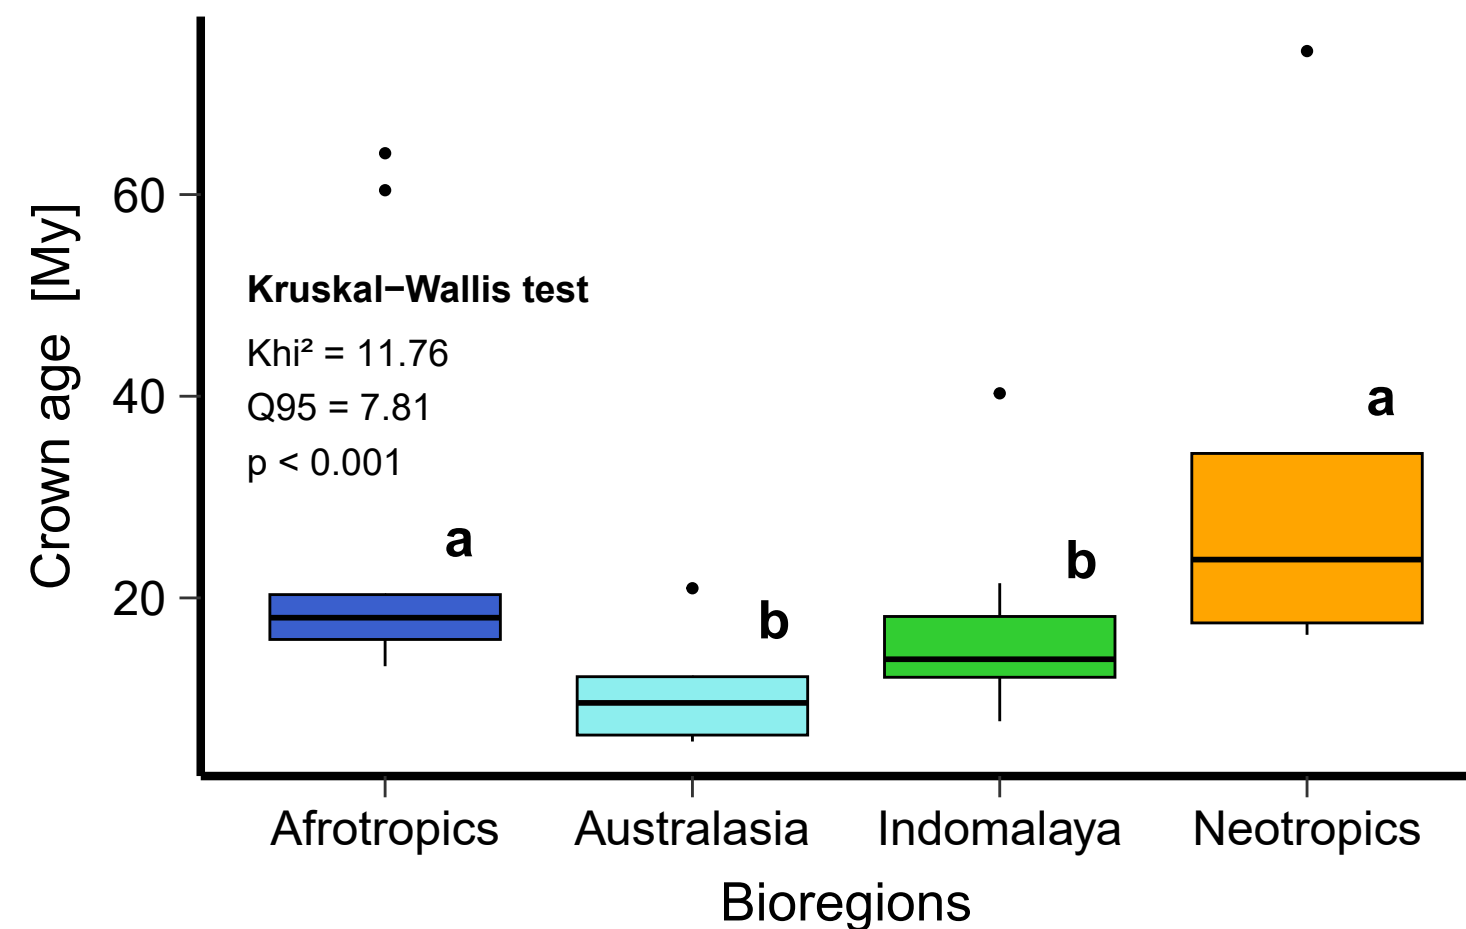 Crown age [My]
60
40
20
Kruskal−Wallis test
Khi² = 11.76
Q95 = 7.81
p < 0.001
a
b
b
a
Afrotropics Australasia Indomalaya Neotropics
Bioregions